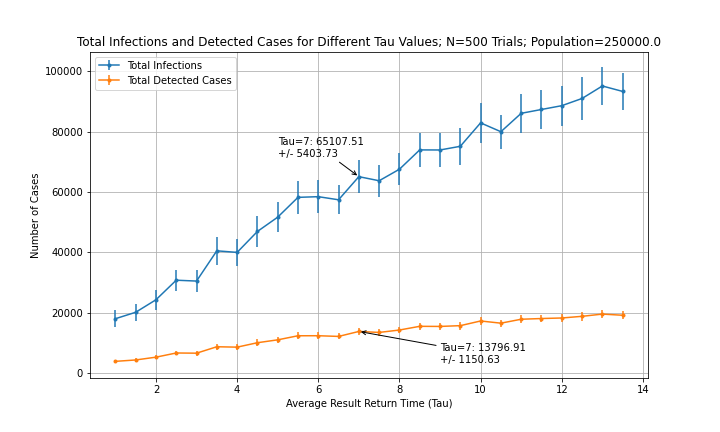 Total Infections and Detected Cases for Different Tau Values; N=500 Trials; Population=250000.0
Total Infections
Total Detected Cases
100000
80000
60000
40000
20000
0
Number of Cases
Tau=7: 65107.51
+/- 5403.73
Tau=7: 13796.91
+/- 1150.63
2
4
6
8
10
12
14
Average Result Return Time (Tau)